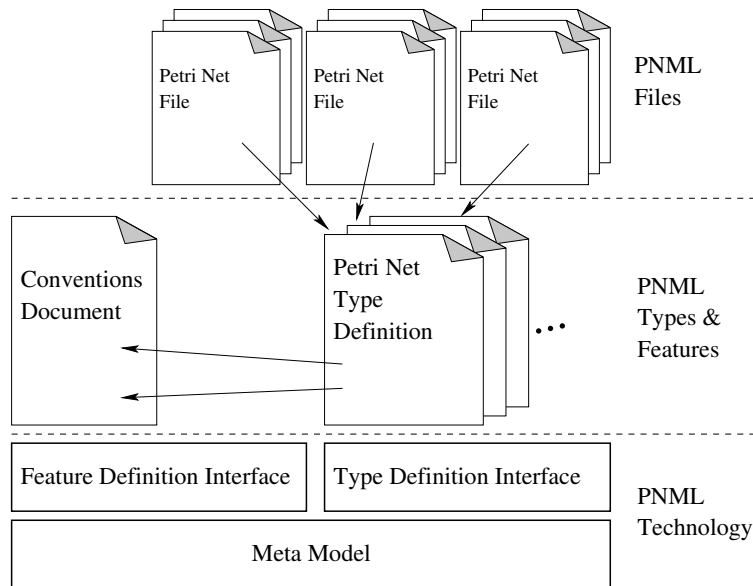 Petri Net
File
Petri Net
File
Petri Net
File
PNML
Files
Conventions
Document
Petri Net
Type
Definition
...
PNML
Types &
Features
Feature Definition Interface
Type Definition Interface
Meta Model
PNML
Technology